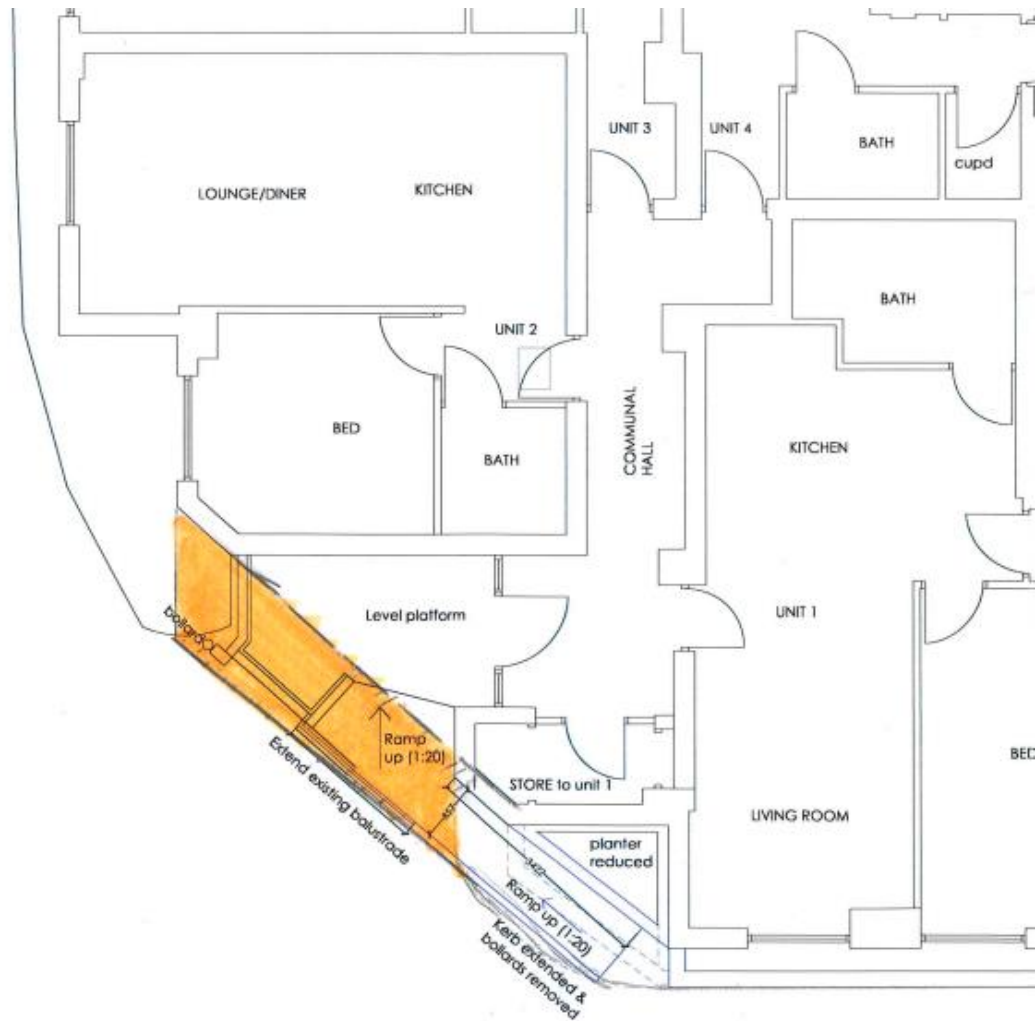 UNIT 3
UNIT 4
BATH
cupd
LOUNGE/DINER
KITCHEN
BATH
UNIT 2
BED
BATH
COMMUNAL
HALL
KITCHEN
bollard
Level platform
UNIT 1
Ramp
up (1:20)
Extend existing balustrade
STORE to unit 1
BED
LIVING ROOM
planter
reduced
3422
Ramp up (1:20)
Kerb extended &
bollards removed